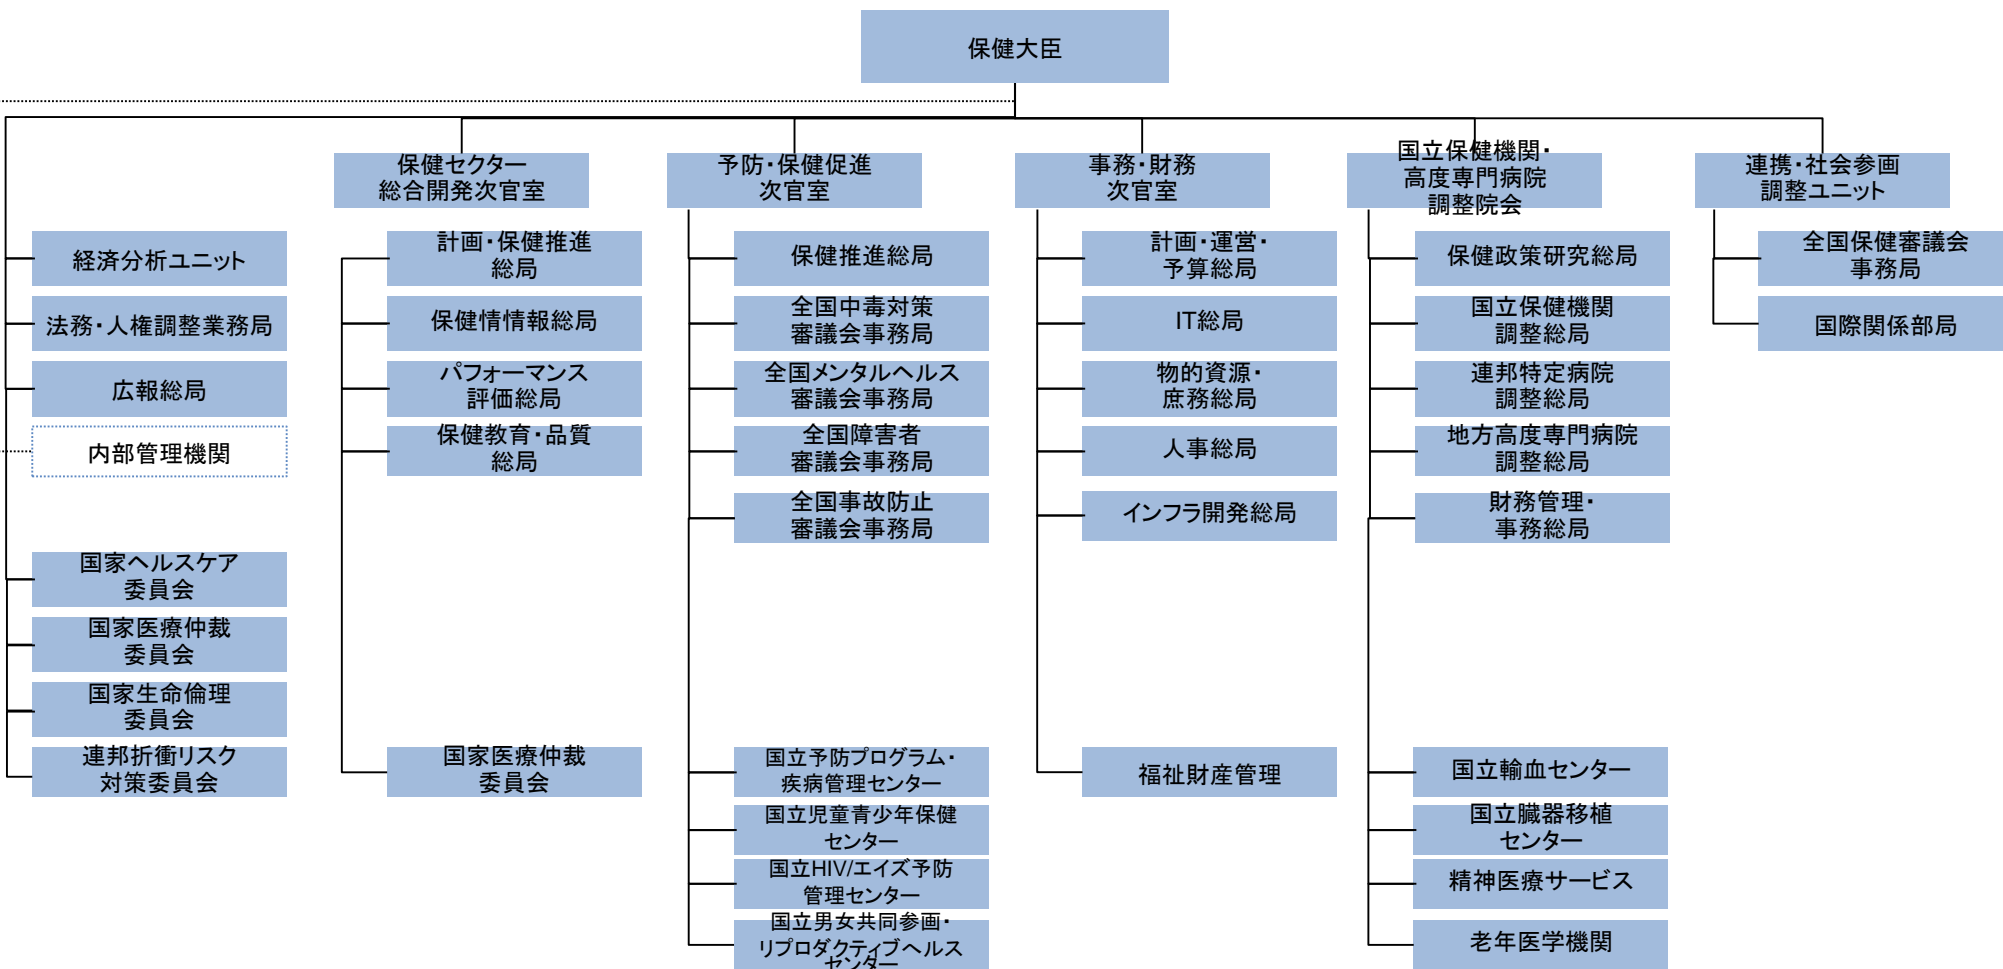 保健大臣
経済分析ユニット
法務・人権調整業務局
広報総局
内部管理機関
国家ヘルスケア
委員会
国家医療仲裁
委員会
国家生命倫理
委員会
連邦折衝リスク
対策委員会
保健セクター
総合開発次官室
計画・保健推進
総局
保健情情報総局
パフォーマンス
評価総局
保健教育・品質
総局
国家医療仲裁
委員会
予防・保健促進
次官室
保健推進総局
全国中毒対策
審議会事務局
全国メンタルヘルス
審議会事務局
全国障害者
審議会事務局
全国事故防止
審議会事務局
国立予防プログラム・
疾病管理センター
国立児童青少年保健
センター
国立HIV/エイズ予防
管理センター
国立男女共同参画・
リプロダクティブヘルス
センター
事務・財務
次官室
計画・運営・
予算総局
IT総局
物的資源・
庶務総局
人事総局
インフラ開発総局
福祉財産管理
国立保健機関・
高度専門病院
調整院会
保健政策研究総局
国立保健機関
調整総局
連邦特定病院
調整総局
地方高度専門病院
調整総局
財務管理・
事務総局
国立輸血センター
国立臓器移植
センター
精神医療サービス
老年医学機関
連携・社会参画
調整ユニット
全国保健審議会
事務局
国際関係部局